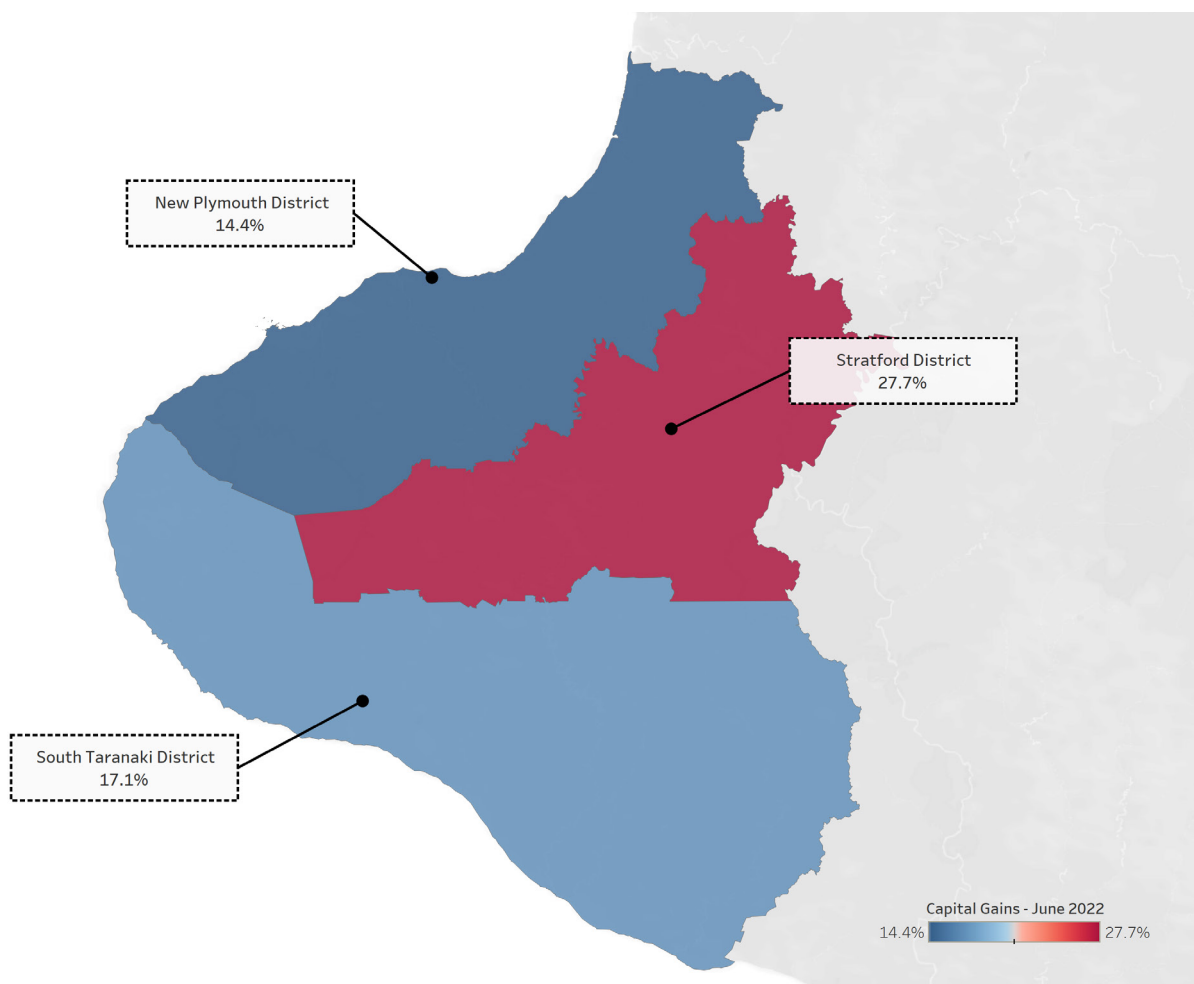 New Plymouth District
14.4%
Stratford District
27.7%
South Taranaki District
17.1%
Capital Gains - June 2022
14.4%
27.7%